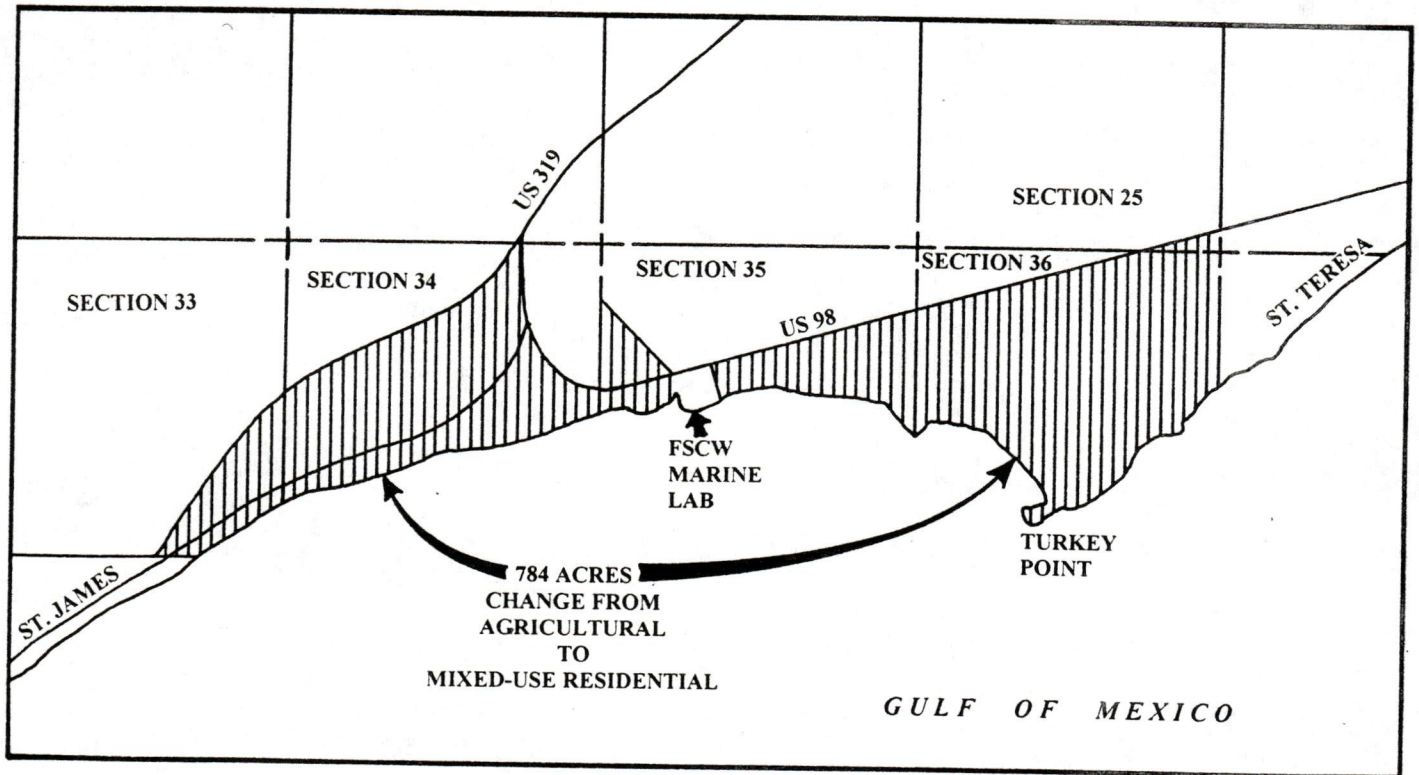 US 319
SECTION 25
SECTION 33
SECTION 34
SECTION 35
SECTION 36
US 98
ST. TERESA
FSCW
MARINE
LAB
TURKEY
POINT
ST. JAMES
784 ACRES
CHANGE FROM
AGRICULTURAL
TO
MIXED-USE RESIDENTIAL
GULF OF MEXICO